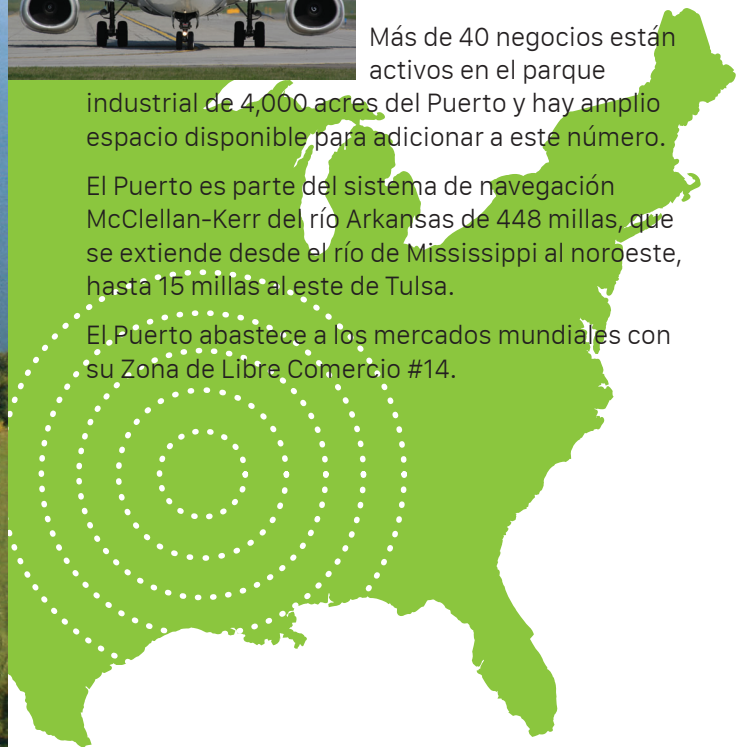 Más de 40 negocios están
activos en el parque
industrial de 4,000 acres del Puerto y hay amplio
espacio disponible para adicionar a este número.
El Puerto es parte del sistema de navegación
McClellan-Kerr del río Arkansas de 448 millas, que
se extiende desde el río de Mississippi al noroeste,
hasta 15 millas al este de Tulsa.
El Puerto abastece a los mercados mundiales con
su Zona de Libre Comercio #14.